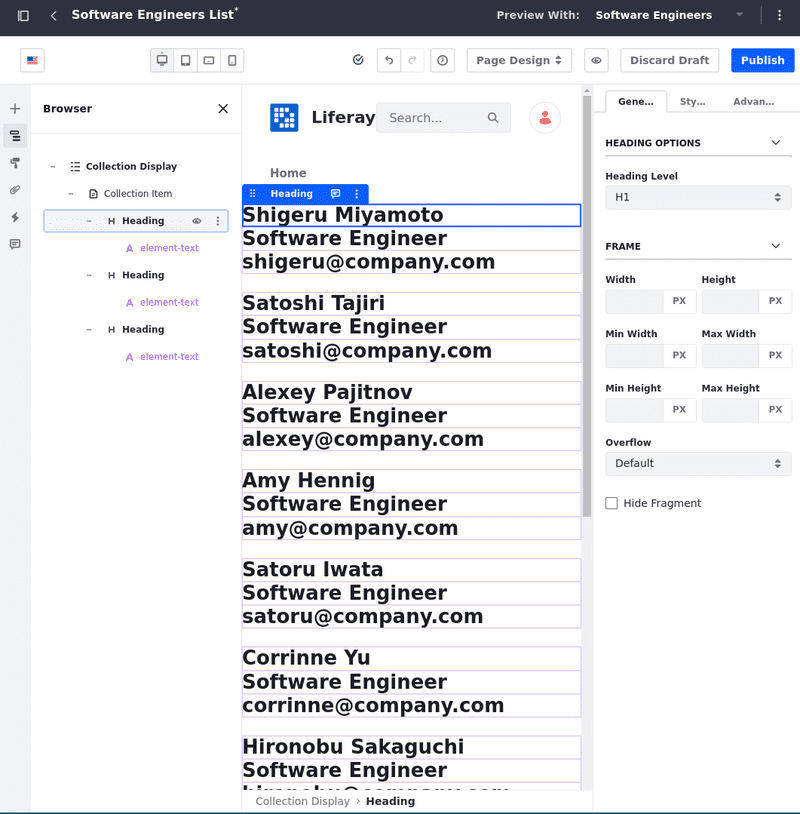 Software Engineers List*
Preview With: Software Engineers
Page Design
Discard Draft
Publish
Browser
Collection Display
Collection Item
H Heading
A element-text
H Heading
A element-text
H Heading
A element-text
Liferay
Search...
Home
Heading
Shigeru Miyamoto
Software Engineer
shigeru@company.com
Satoshi Tajiri
Software Engineer
satoshi@company.com
Alexey Pajitnov
Software Engineer
alexey@company.com
Amy Hennig
Software Engineer
amy@company.com
Satoru Iwata
Software Engineer
satoru@company.com
Corrinne Yu
Software Engineer
corrinne@company.com
Hironobu Sakaguchi
Software Engineer
Collection Display > Heading
Gene... Sty... Advan...
HEADING OPTIONS
Heading Level
H1
FRAME
Width Height
PX PX
Min Width Max Width
PX PX
Min Height Max Height
PX PX
Overflow
Default
Hide Fragment